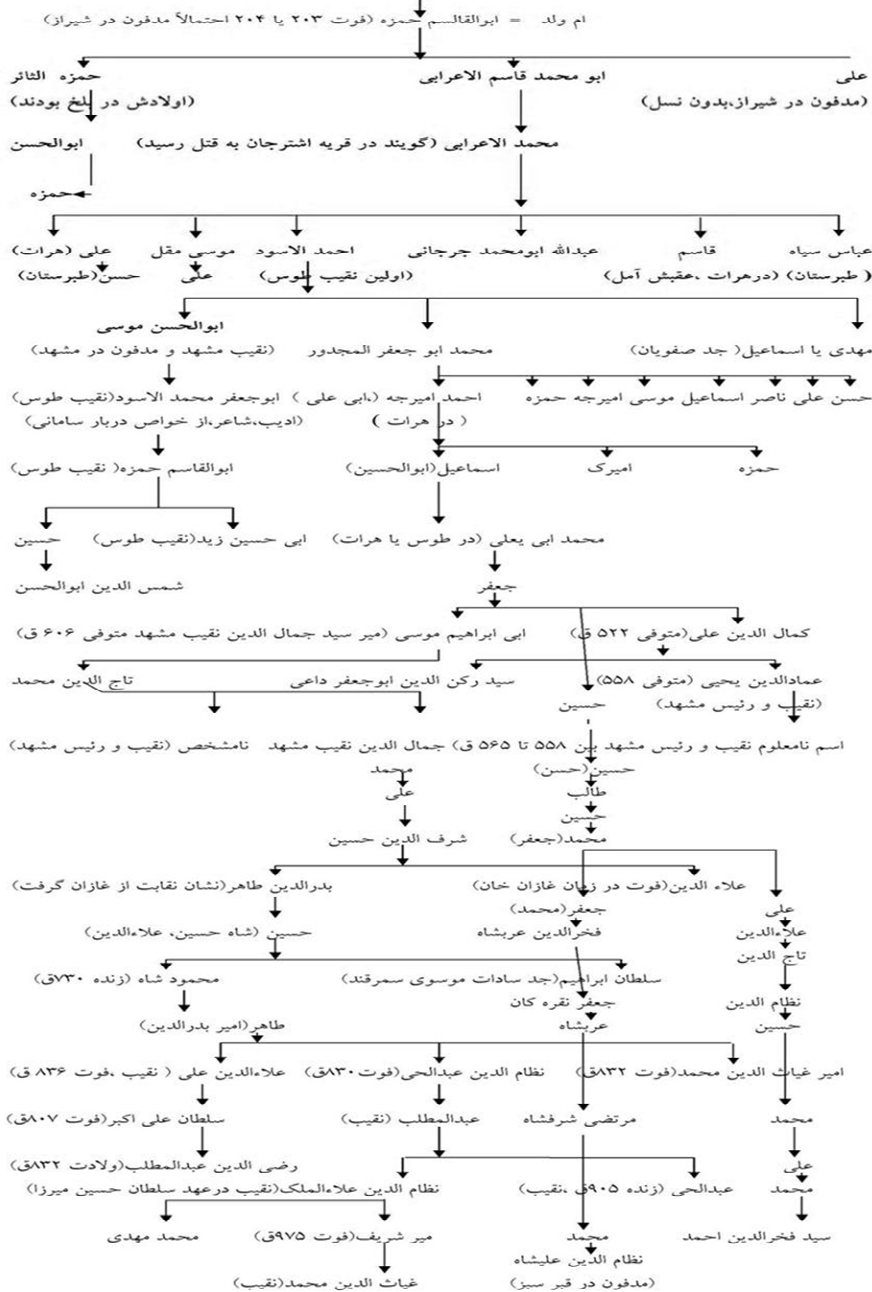 ام ولد = ابوالقالسم حمزه (فوت ۲۰۳ یا ۲۰۴ احتمالاً مدفون در شیراز)
علی ابو محمد قاسم الاعرابی حمزه الثائر
(مدفون در شیراز،بدون نسل) (اولادش در بلخ بودند)
محمد الاعرابی (گویند در قریه اشترجان به قتل رسید) ابوالحسن
حمزه
عباس سیاه قاسم عبدالله ابومحمد جرجانی احمد الاسود موسی مقل علی (هرات)
( طبرستان) (درهرات ،عقبش آمل) (اولین نقیب طوس) علی حسن(طبرستان)
ابوالحسن موسی
مهدی یا اسماعیل( جد صفویان) محمد ابو جعفر المجدور (نقیب مشهد و مدفون در مشهد)
حسن علی ناصر اسماعیل موسی امیرجه حمزه احمد امیرجه (،ابی علی ) ابوجعفر محمد الاسود(نقیب طوس)
( در هرات ) (ادیب،شاعر،از خواص دربار سامانی)
حمزه امیرک اسماعیل(ابوالحسین) ابوالقاسم حمزه( نقیب طوس)
محمد ابی یعلی (در طوس یا هرات) ابی حسین زید(نقیب طوس) حسین
جعفر شمس الدین ابوالحسن
کمال الدین علی(متوفی ۵۲۲ ق) ابی ابراهیم موسی (میر سید جمال الدین نقیب مشهد متوفی ۶۰۶ ق)
عمادالدین یحیی (متوفی ۵۵۸) سید رکن الدین ابوجعفر داعی تاج الدین محمد
(نقیب و رئیس مشهد) حسین
اسم نامعلوم نقیب و رئیس مشهد بین ۵۵۸ تا ۵۶۵ ق) جمال الدین نقیب مشهد نامشخص (نقیب و رئیس مشهد)
حسین(حسن) محمد
طالب علی
حسین
محمد(جعفر) شرف الدین حسین
علاء الدین(فوت در زمان غازان خان) بدرالدین طاهر(نشان نقابت از غازان گرفت)
علی جعفر(محمد)
علاءالدین فخرالدین عربشاه حسین (شاه حسین، علاءالدین)
تاج الدین
سلطان ابراهیم(جد سادات موسوی سمرقند) محمود شاه (زنده ۷۳۰ق)
نظام الدین جعفر نقره کان
حسین عربشاه طاهر(امیر بدرالدین)
امیر غیاث الدین محمد(فوت ۸۳۲ق) نظام الدین عبدالحی(فوت ۸۳۰ق) علاءالدین علی ( نقیب ،فوت ۸۳۶ ق)
محمد مرتضی شرفشاه عبدالمطلب (نقیب) سلطان علی اکبر(فوت ۸۰۷ق)
علی رضی الدین عبدالمطلب(ولادت ۸۳۲ق)
محمد عبدالحی (زنده ۹۰۵ق ،نقیب) نظام الدین علاءالملک(نقیب درعهد سلطان حسین میرزا)
سید فخرالدین احمد محمد میر شریف(فوت ۹۷۵ق) محمد مهدی
نظام الدین علیشاه
(مدفون در قبر سبز) غیاث الدین محمد(نقیب)